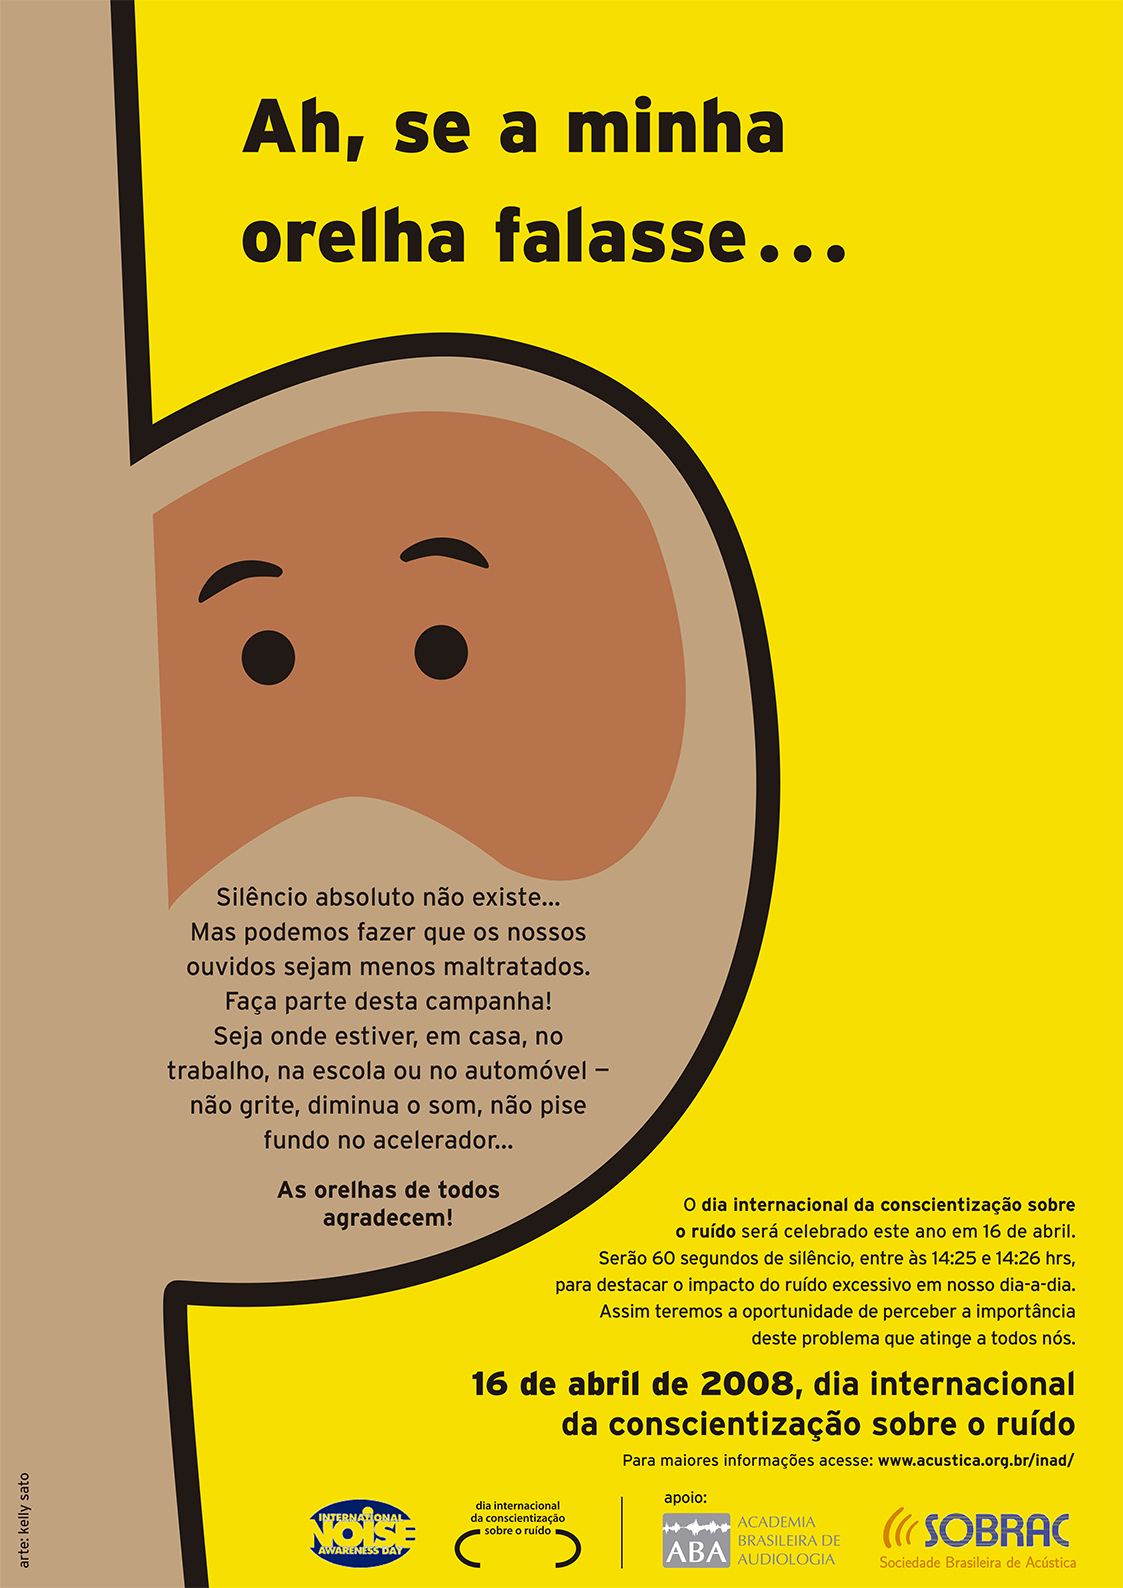 Ah, se a minha
orelha falasse...
Silêncio absoluto não existe...
Mas podemos fazer que os nossos
ouvidos sejam menos maltratados.
Faça parte desta campanha!
Seja onde estiver, em casa, no
trabalho, na escola ou no automóvel –
não grite, diminua o som, não pise
fundo no acelerador...
As orelhas de todos
agradecem!
O dia internacional da conscientização sobre
o ruído será celebrado este ano em 16 de abril.
Serão 60 segundos de silêncio, entre às 14:25 e 14:26 hrs,
para destacar o impacto do ruído excessivo em nosso dia-a-dia.
Assim teremos a oportunidade de perceber a importância
deste problema que atinge a todos nós.
16 de abril de 2008, dia internacional
da conscientização sobre o ruído
Para maiores informações acesse: www.acustica.org.br/inad/
arte: kelly sato
INTERNATIONAL
NOISE
AWARENESS DAY
dia internacional
da conscientização
sobre o ruído
apoio:
ABA
ACADEMIA
BRASILEIRA DE
AUDIOLOGIA
SOBRAC
Sociedade Brasileira de Acústica